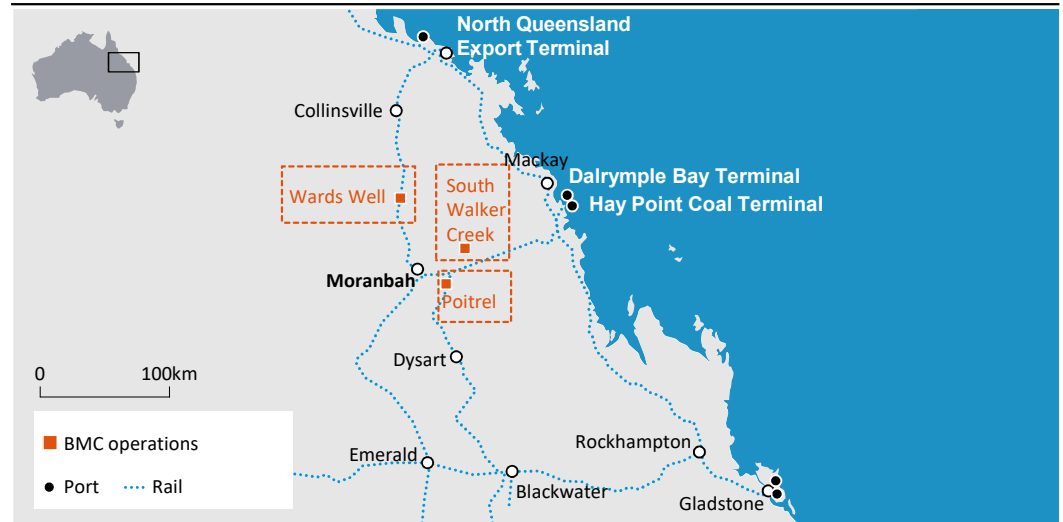 North Queensland
Export Terminal
Collinsville
Mackay
Dalrymple Bay Terminal
Hay Point Coal Terminal
Wards Well
South
Walker
Creek
Moranbah
Poitrel
Dysart
0 100km
BMC operations
Port Rail
Emerald
Blackwater
Rockhampton
Gladstone